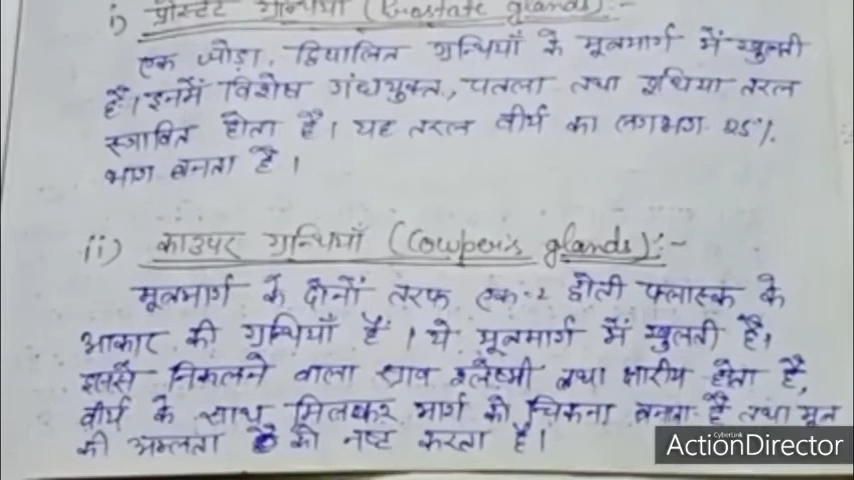 i) प्रोस्टेट ग्रन्थियाँ (Prostate glands):-
एक जोड़ा, द्विपालित ग्रन्थियाँ के मूत्रमार्ग में खुलती
है। इनमें विशेष गंधयुक्त, पतला तथा दूधिया तरल
स्त्रावित होता है। यह तरल वीर्य का लगभग 25%
भाग बनता है।
ii) काउपर ग्रन्थियाँ (Cowper's glands):-
मूत्रमार्ग के दोनों तरफ एक-2 छोटी फ्लास्क के
आकार की ग्रन्थियाँ हैं। ये मूत्रमार्ग में खुलती है।
इससे निकलने वाला स्राव श्लेष्मी तथा क्षारीय होता है,
वीर्य के साथ मिलकर मार्ग को चिकना बनता है तथा मूत्र
की अम्लता को नष्ट करता है।
CyberLink
ActionDirector